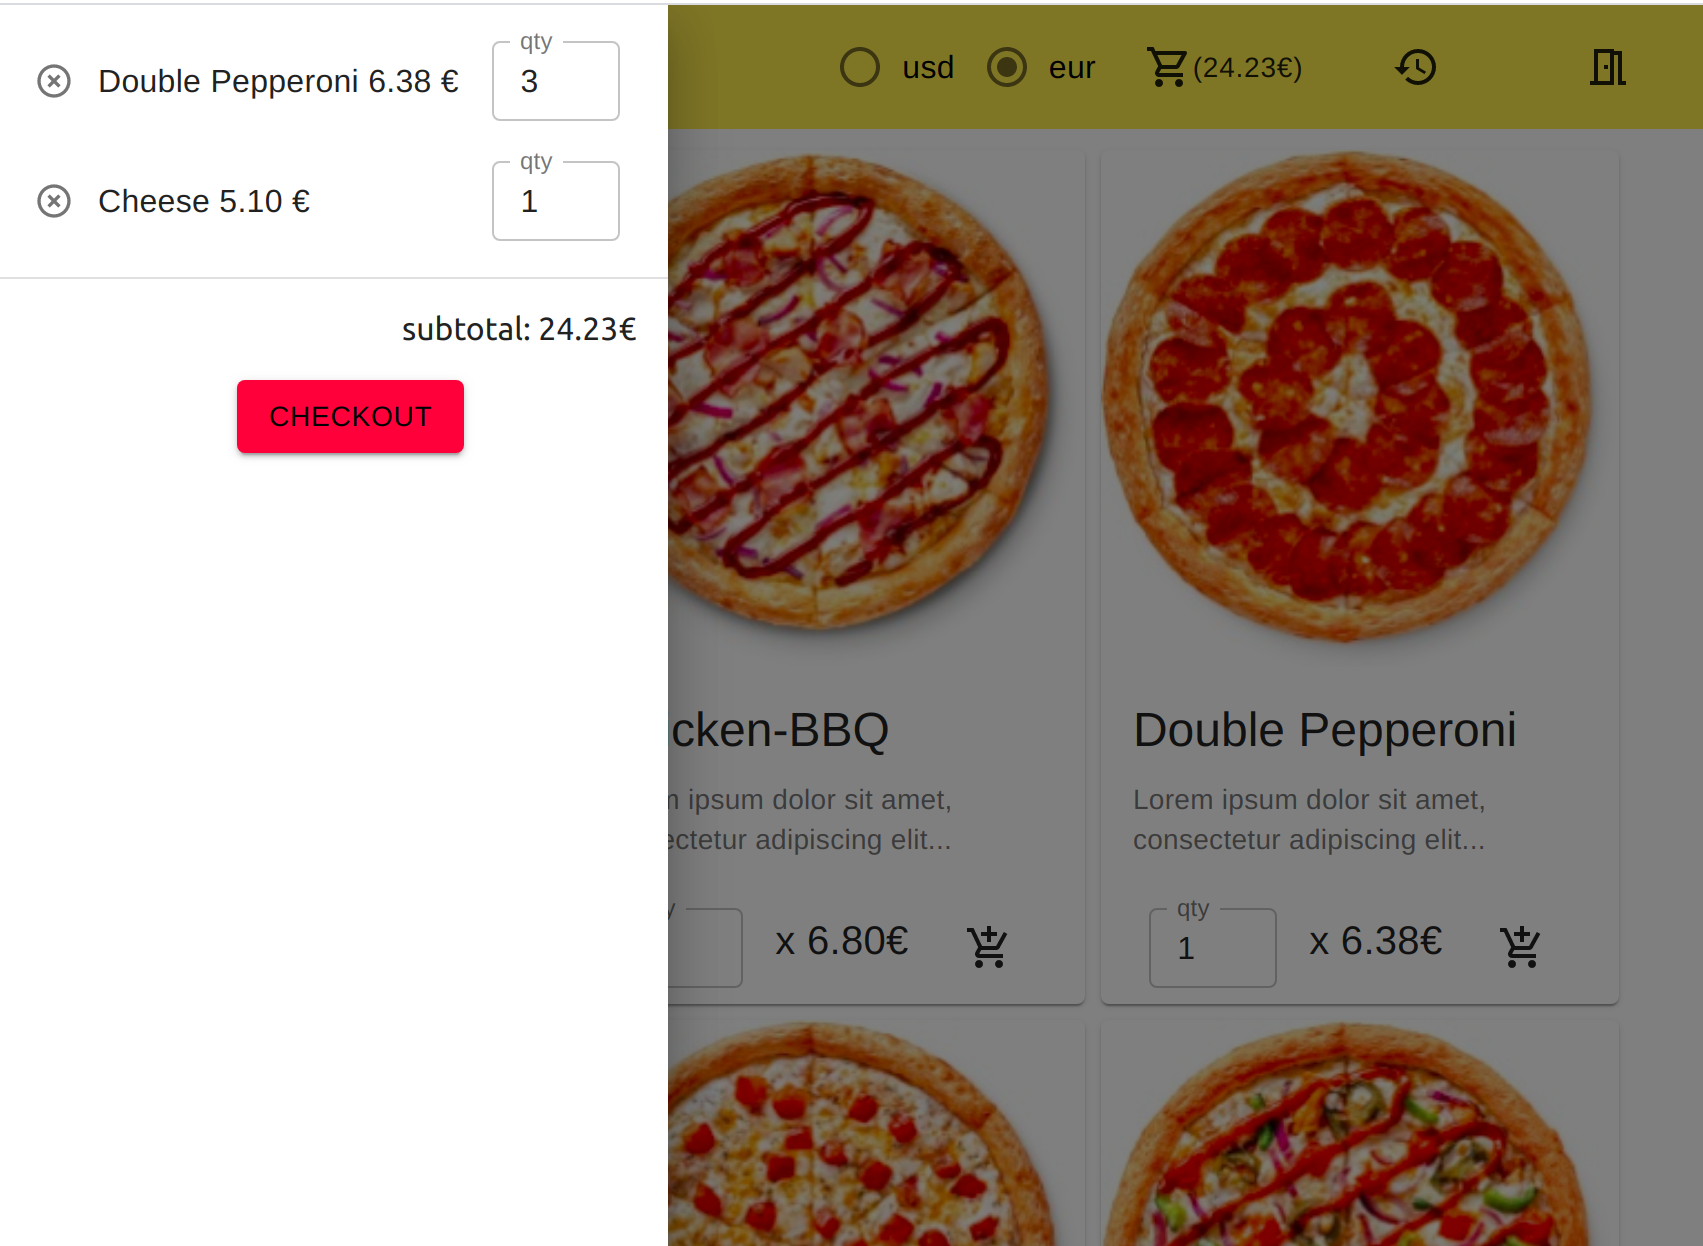 qty
Double Pepperoni 6.38 € 3
qty
Cheese 5.10 € 1
subtotal: 24.23€
CHECKOUT
usd eur (24.23€)
cken-BBQ
ipsum dolor sit amet,
ectetur adipiscing elit...
x 6.80€
Double Pepperoni
Lorem ipsum dolor sit amet,
consectetur adipiscing elit...
qty
1 x 6.38€